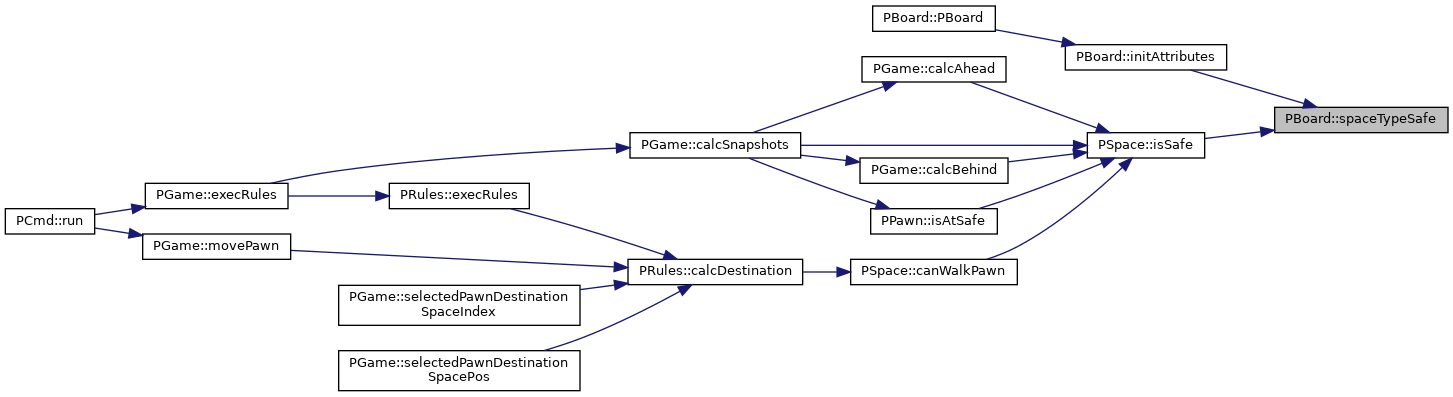 PBoard::PBoard
PBoard::initAttributes
PGame::calcAhead
PBoard::spaceTypeSafe
PGame::calcSnapshots
PSpace::isSafe
PGame::calcBehind
PGame::execRules
PRules::execRules
PCmd::run
PPawn::isAtSafe
PGame::movePawn
PRules::calcDestination
PSpace::canWalkPawn
PGame::selectedPawnDestination
SpaceIndex
PGame::selectedPawnDestination
SpacePos